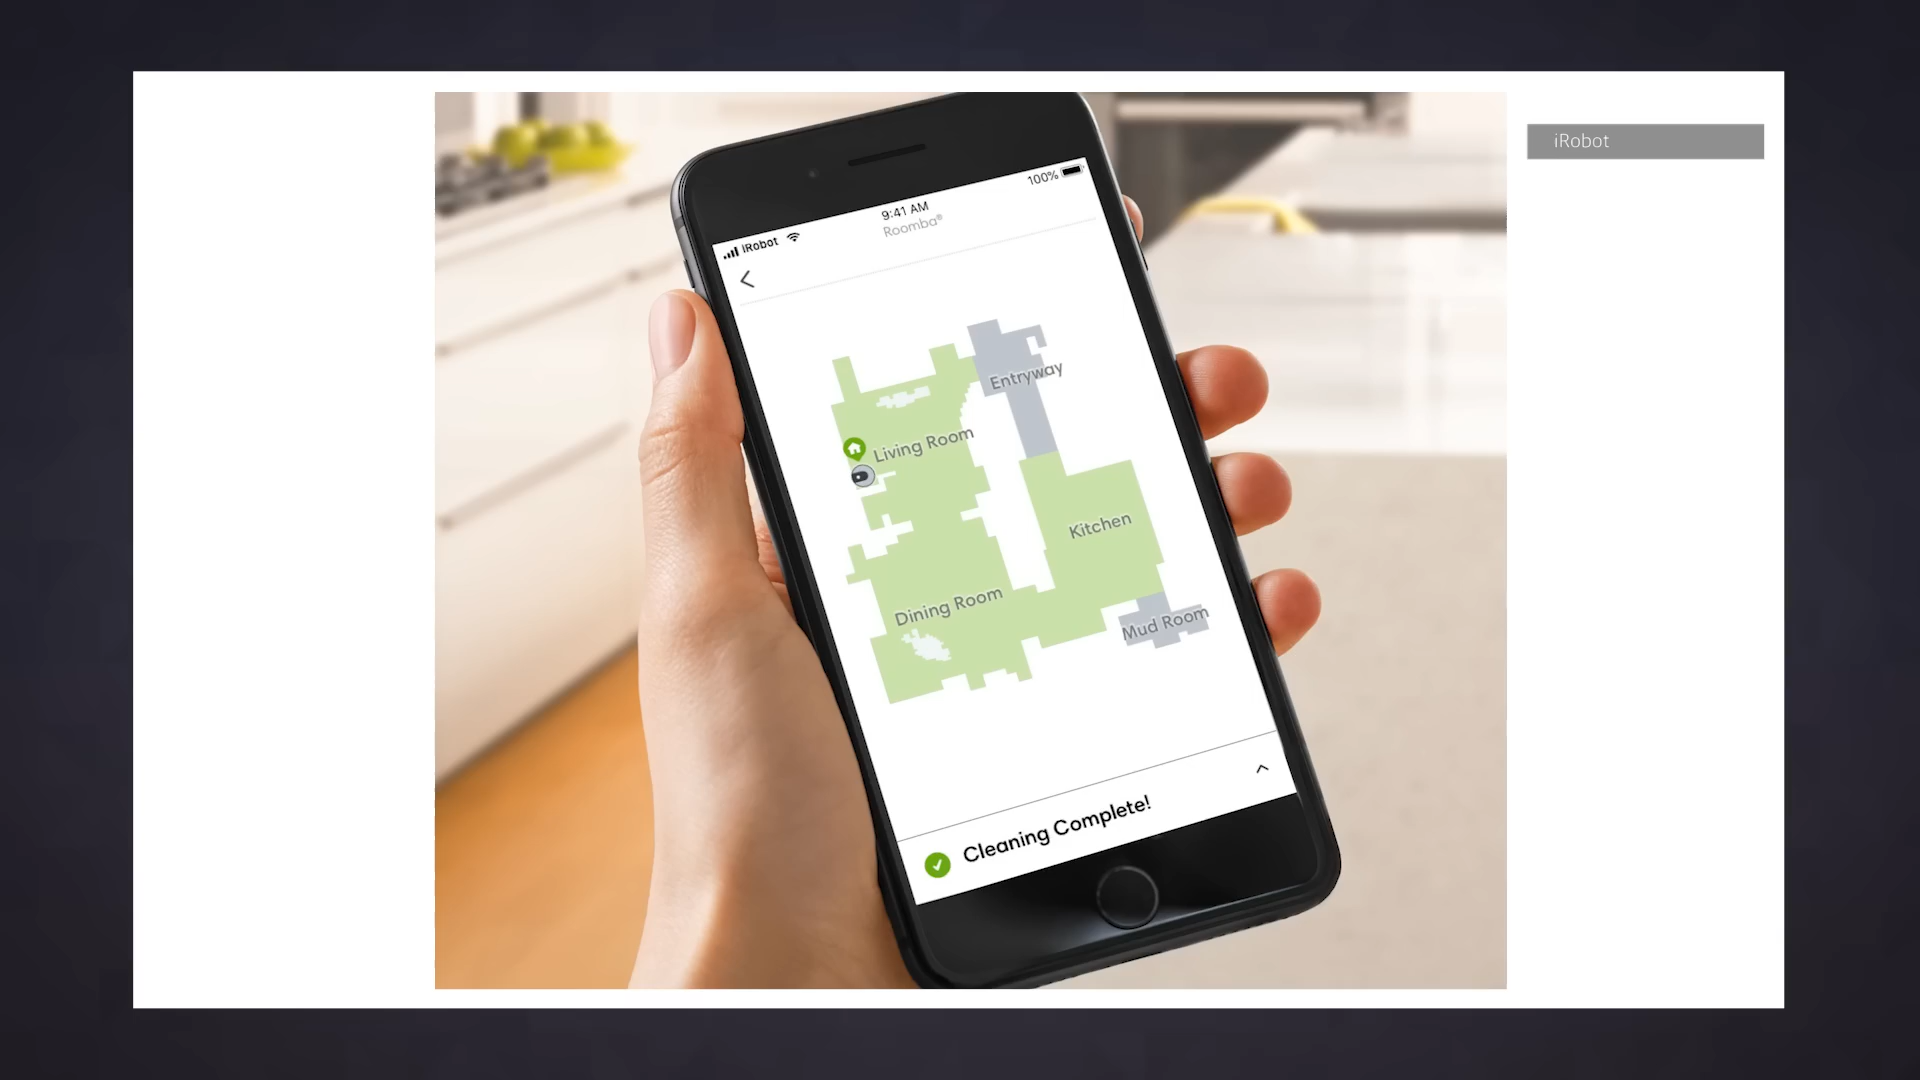 iRobot
100%
9:41 AM
iRobot
Roomba®
Entryway
Living Room
Kitchen
Dining Room
Mud Room
Cleaning Complete!